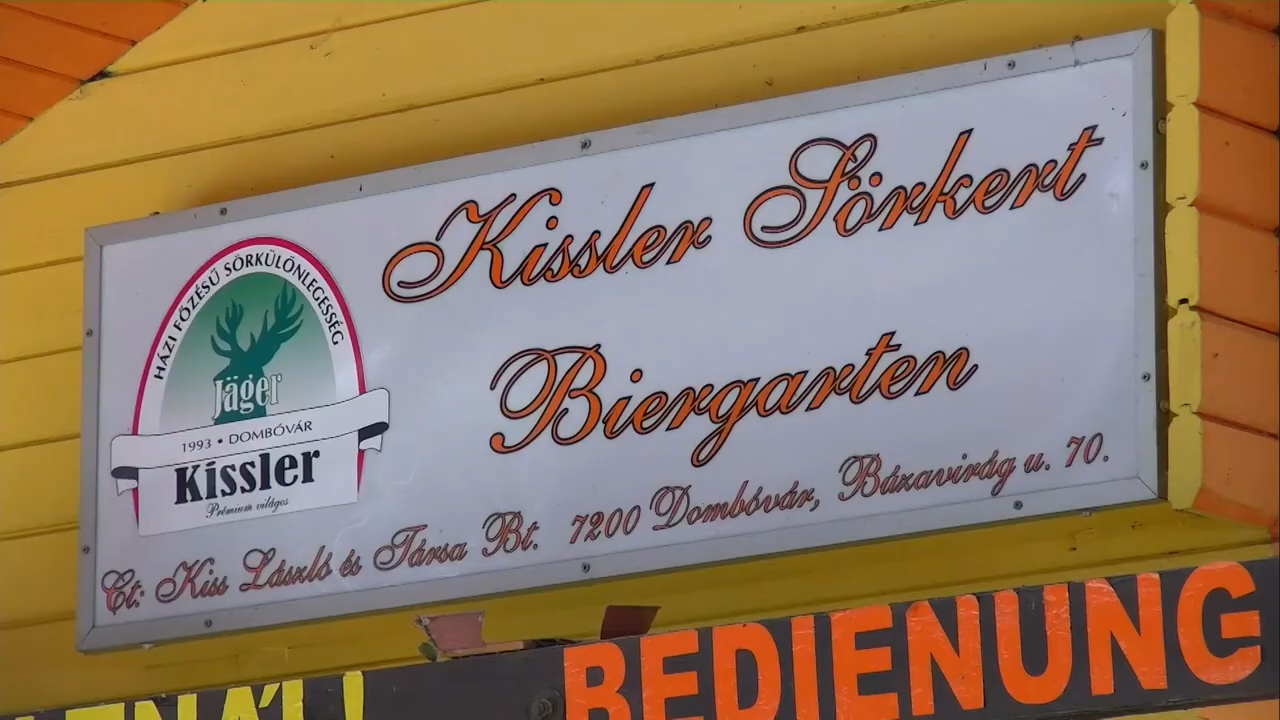 Kissler Sörkert
Biergarten
HÁZI FŐZÉSŰ SÖRKÜLÖNLEGESSÉG
Jäger
1993 • DOMBÓVÁR
Kissler
Prémium világos
Ct: Kiss László és Társa Bt. 7200 Dombóvár, Búzavirág u. 70.
BEDIENUNG